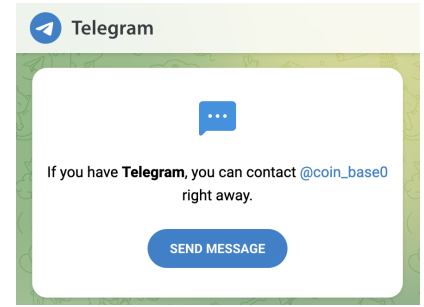 Telegram
If you have Telegram, you can contact @coin_base0
right away.
SEND MESSAGE